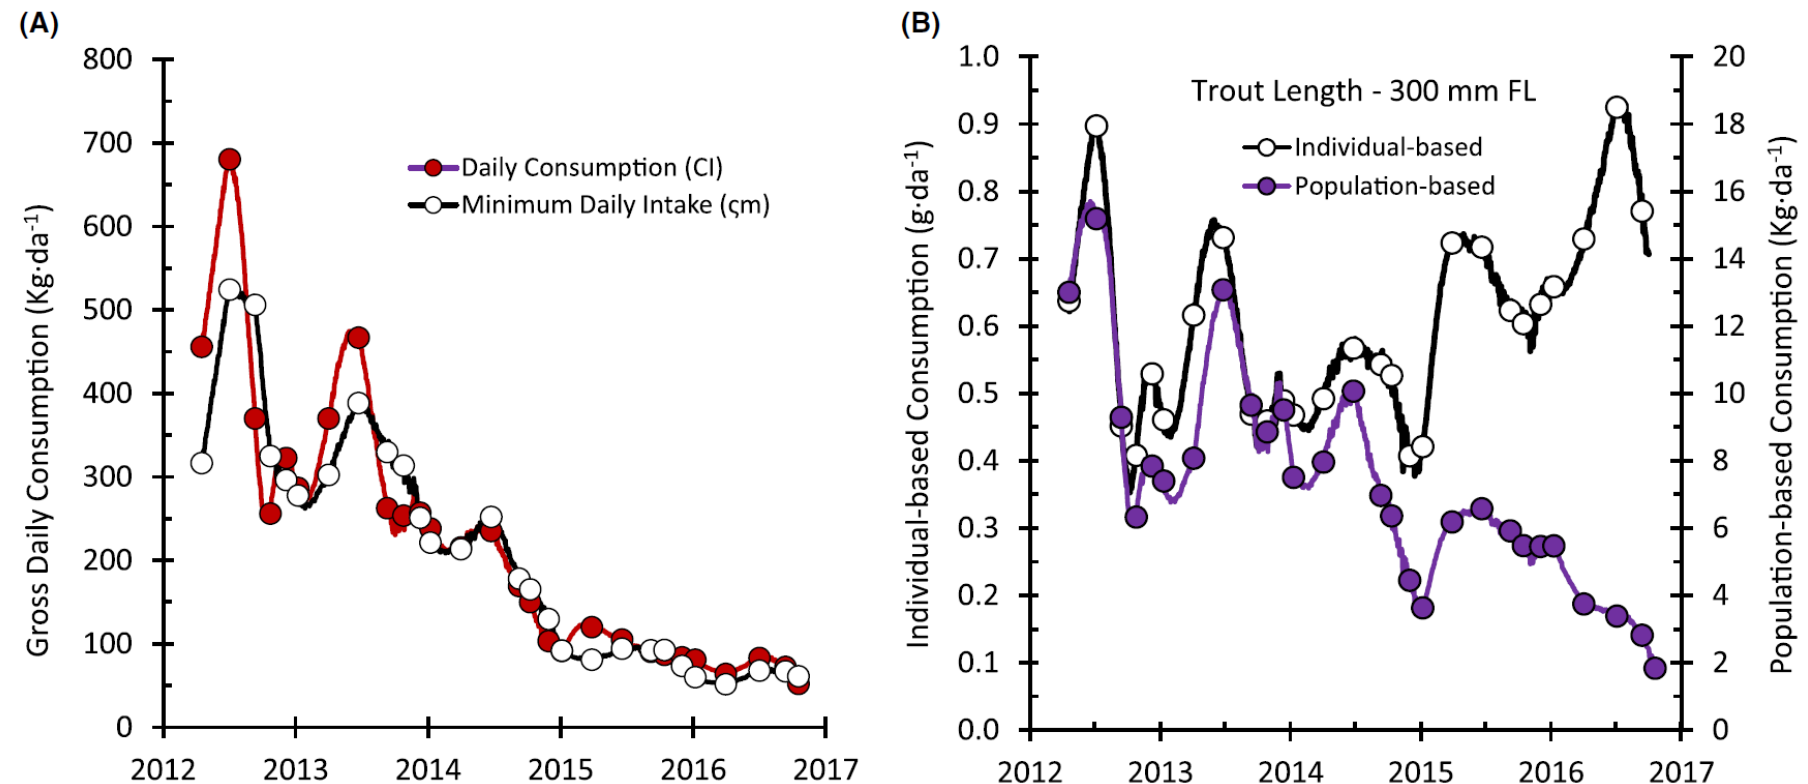 (A)
Gross Daily Consumption (Kg·da⁻¹)
800
700
600
500
400
300
200
100
0
Daily Consumption (CI)
Minimum Daily Intake (ςm)
2012 2013 2014 2015 2016 2017
(B)
Individual-based Consumption (g·da⁻¹)
1.0
0.9
0.8
0.7
0.6
0.5
0.4
0.3
0.2
0.1
0.0
Trout Length - 300 mm FL
Individual-based
Population-based
20
18
16
14
12
10
8
6
4
2
0
Population-based Consumption (Kg·da⁻¹)
2012 2013 2014 2015 2016 2017